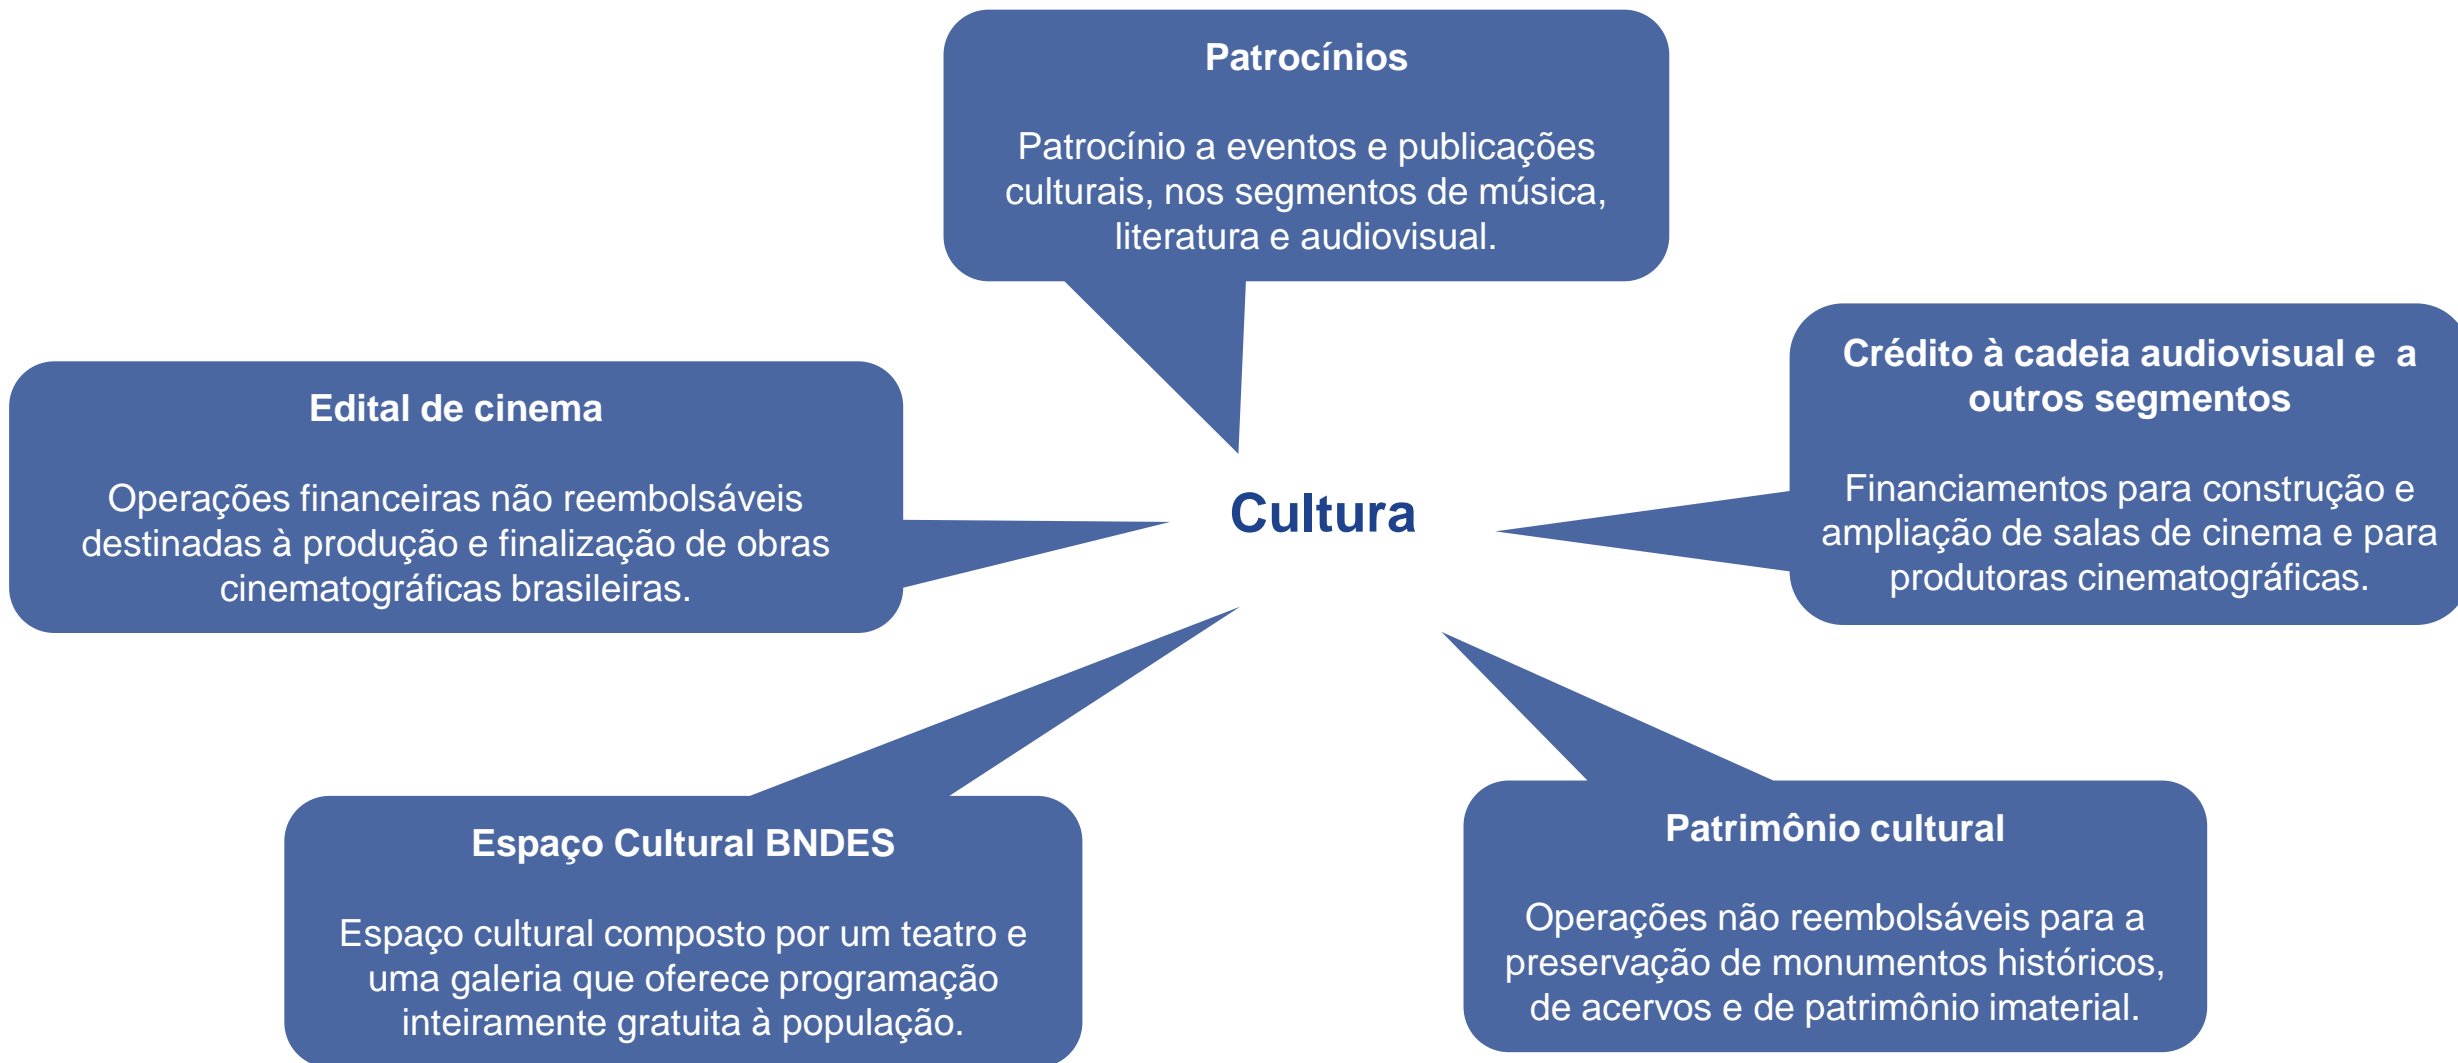 Patrocínios
Patrocínio a eventos e publicações
culturais, nos segmentos de música,
literatura e audiovisual.
Edital de cinema
Operações financeiras não reembolsáveis
destinadas à produção e finalização de obras
cinematográficas brasileiras.
Cultura
Crédito à cadeia audiovisual e  a
outros segmentos
Financiamentos para construção e
ampliação de salas de cinema e para
produtoras cinematográficas.
Espaço Cultural BNDES
Espaço cultural composto por um teatro e
uma galeria que oferece programação
inteiramente gratuita à população.
Patrimônio cultural
Operações não reembolsáveis para a
preservação de monumentos históricos,
de acervos e de patrimônio imaterial.